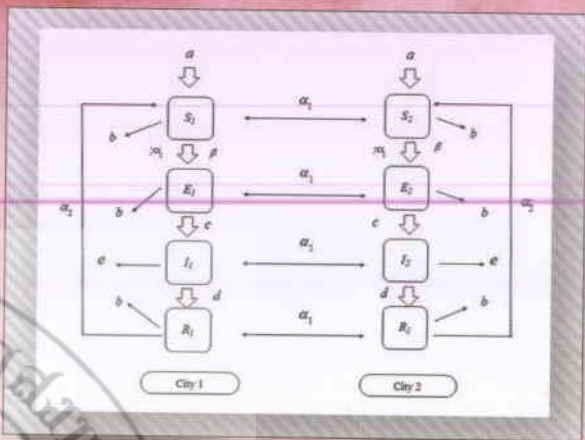 a a
S₁ α₁ S₂
b b
β β
E₁ α₁ E₂
b b
α₂ c c α₂
e I₁ α₁ I₂ e
d d
b b
R₁ α₁ R₁
City 1 City 2